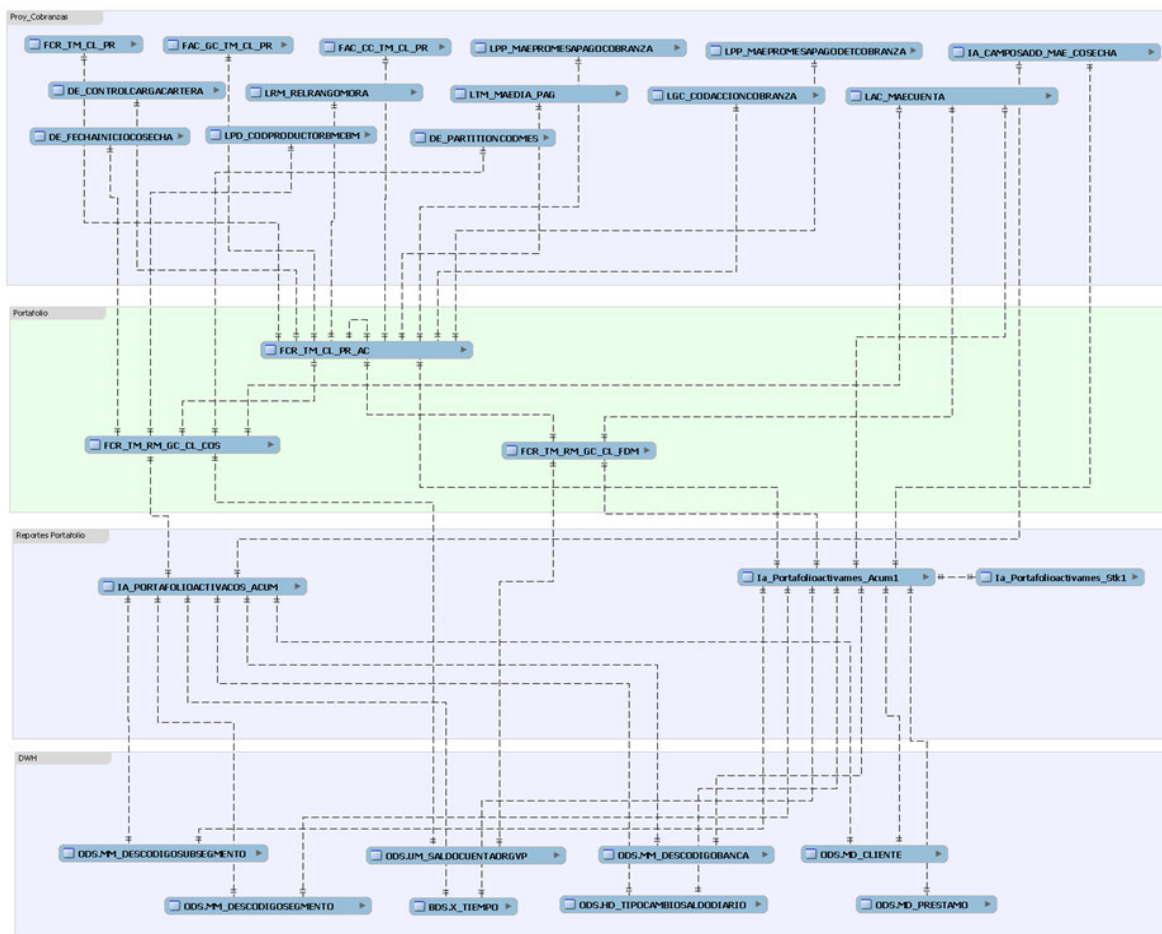 Proy_Cobranzas
FCR_TM_CL_PR
FAC_GC_TM_CL_PR
FAC_CC_TM_CL_PR
LPP_MAEPROMESAPAGOCOBRANZA
LPP_MAEPROMESAPAGODETCOBRANZA
IA_CAMPOSADD_MAE_COSECHA
DE_CONTROLCARGACARTERA
LRM_RELRANGOMORA
LTM_MAEDIA_PAG
LGC_CODACCIONCOBRANZA
LAC_MAECUENTA
DE_FECHAINICIOCOSECHA
LPD_CODPRODUCTORBMCBM
DE_PARTITIONCODMES
Portafolio
FCR_TM_CL_PR_AC
FCR_TM_RM_GC_CL_COS
FCR_TM_RM_GC_CL_FDM
Reportes Portafolio
IA_PORTAFOLIOACTIVACOS_ACUM
Ia_Portafolioactivames_Acum1
Ia_Portafolioactivames_Stk1
DWH
ODS.MM_DESCODIGOSUBSEGMENTO
ODS.UM_SALDOCUENTAORGVP
ODS.MM_DESCODIGOBANCA
ODS.MD_CLIENTE
ODS.MM_DESCODIGOSEGMENTO
BDS.X_TIEMPO
ODS.HD_TIPOCAMBIOSALDODIARIO
ODS.MD_PRESTAMO